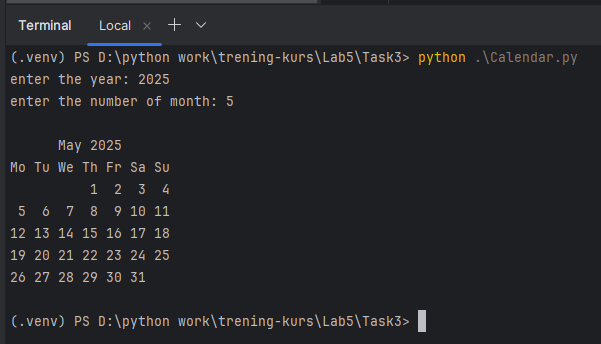 Terminal Local × +
(.venv) PS D:\python work\trening-kurs\Lab5\Task3> python .\Calendar.py
enter the year: 2025
enter the number of month: 5
      May 2025
Mo Tu We Th Fr Sa Su
          1  2  3  4
 5  6  7  8  9 10 11
12 13 14 15 16 17 18
19 20 21 22 23 24 25
26 27 28 29 30 31
(.venv) PS D:\python work\trening-kurs\Lab5\Task3>